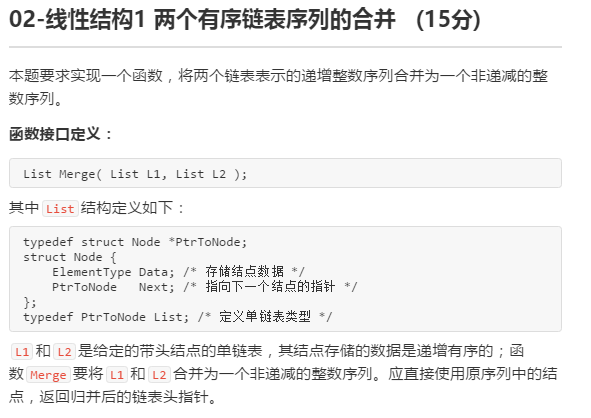 02-线性结构1 两个有序链表序列的合并 (15分)
本题要求实现一个函数，将两个链表表示的递增整数序列合并为一个非递减的整
数序列。
函数接口定义：
List Merge( List L1, List L2 );
其中 List 结构定义如下：
typedef struct Node *PtrToNode;
struct Node {
    ElementType Data; /* 存储结点数据 */
    PtrToNode   Next; /* 指向下一个结点的指针 */
};
typedef PtrToNode List; /* 定义单链表类型 */
L1 和 L2 是给定的带头结点的单链表，其结点存储的数据是递增有序的；函
数 Merge 要将 L1 和 L2 合并为一个非递减的整数序列。应直接使用原序列中的结
点，返回归并后的链表头指针。